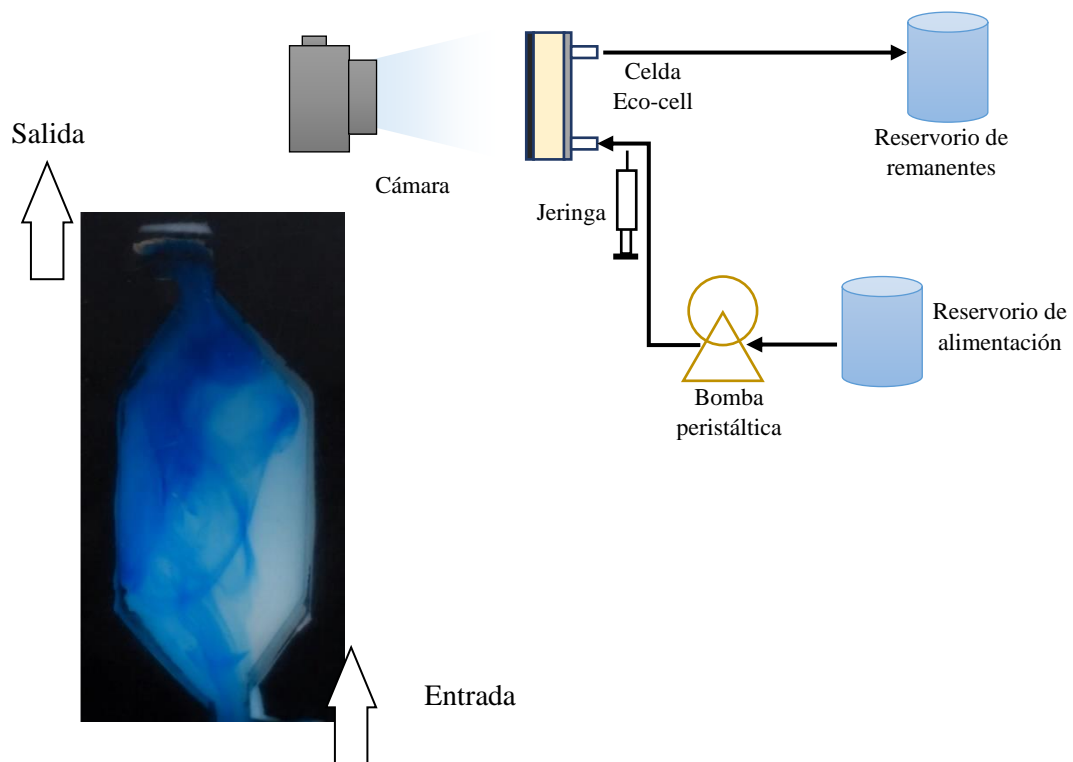 Celda
Eco-cell
Reservorio de
remanentes
Salida
Cámara
Jeringa
Reservorio de
alimentación
Bomba
peristáltica
Entrada